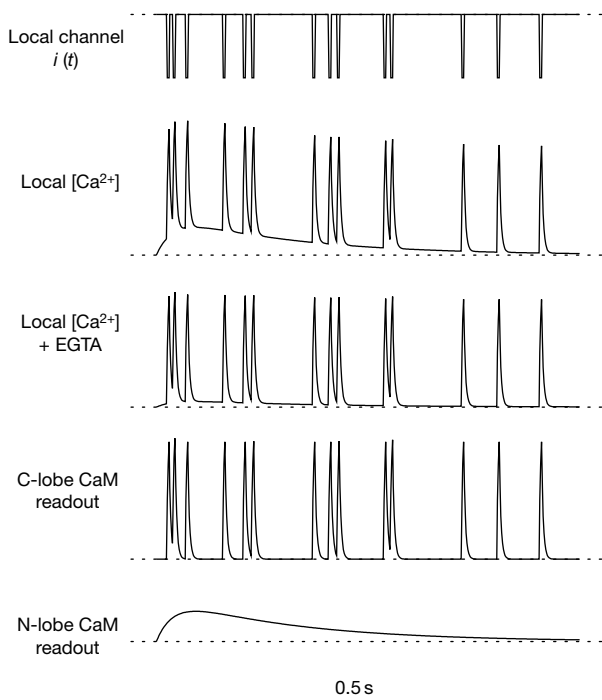 Local channel
i (t)
Local [Ca²⁺]
Local [Ca²⁺]
+ EGTA
C-lobe CaM
readout
N-lobe CaM
readout
0.5 s